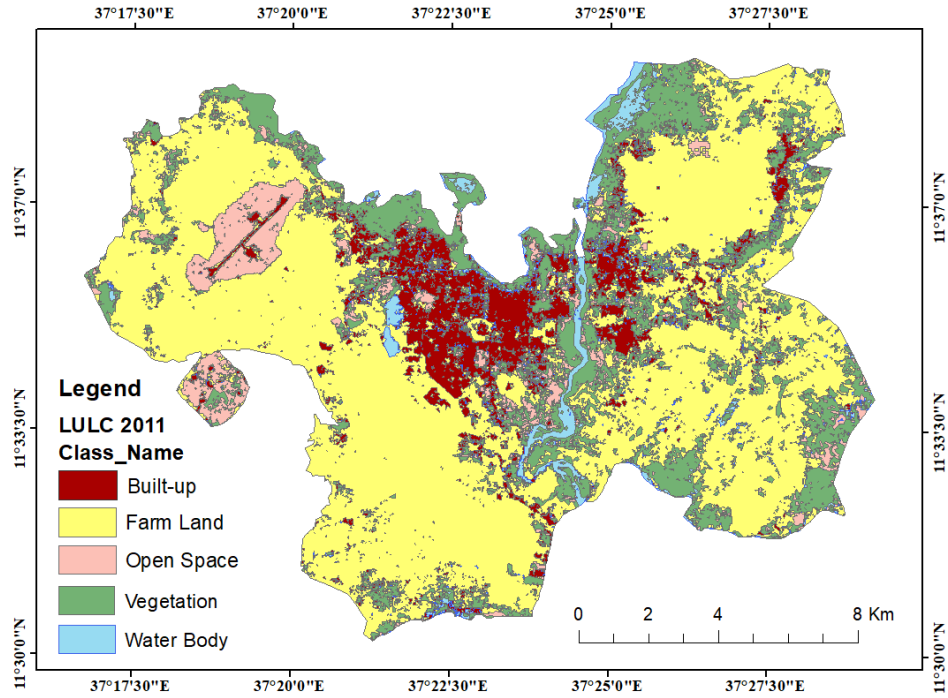 37°17'30"E 37°20'0"E 37°22'30"E 37°25'0"E 37°27'30"E
11°37'0"N 11°37'0"N
11°33'30"N 11°33'30"N
11°30'0"N 11°30'0"N
Legend
LULC 2011
Class_Name
Built-up
Farm Land
Open Space
Vegetation
Water Body
0 2 4 8 Km
37°17'30"E 37°20'0"E 37°22'30"E 37°25'0"E 37°27'30"E